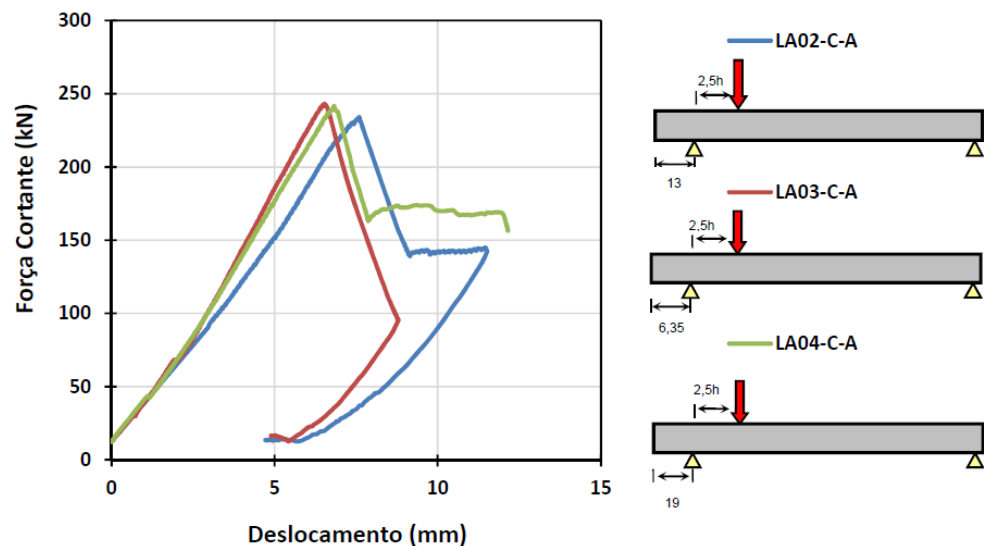 Força Cortante (kN)
300
250
200
150
100
50
0
0
5
10
15
Deslocamento (mm)
LA02-C-A
2,5h
13
LA03-C-A
2,5h
6,35
LA04-C-A
2,5h
19